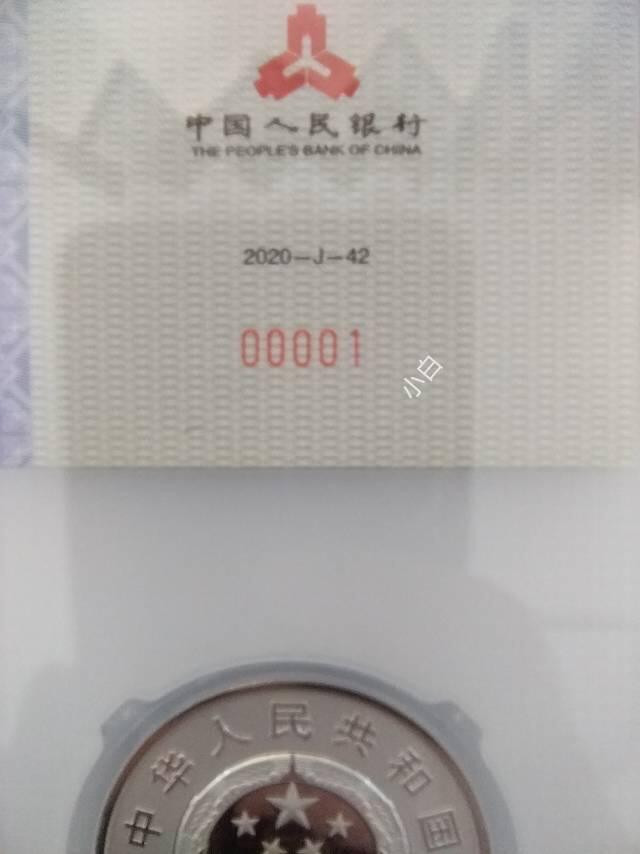 中国人民银行
THE PEOPLE'S BANK OF CHINA
2020-J-42
00001
小白
中华人民共和国